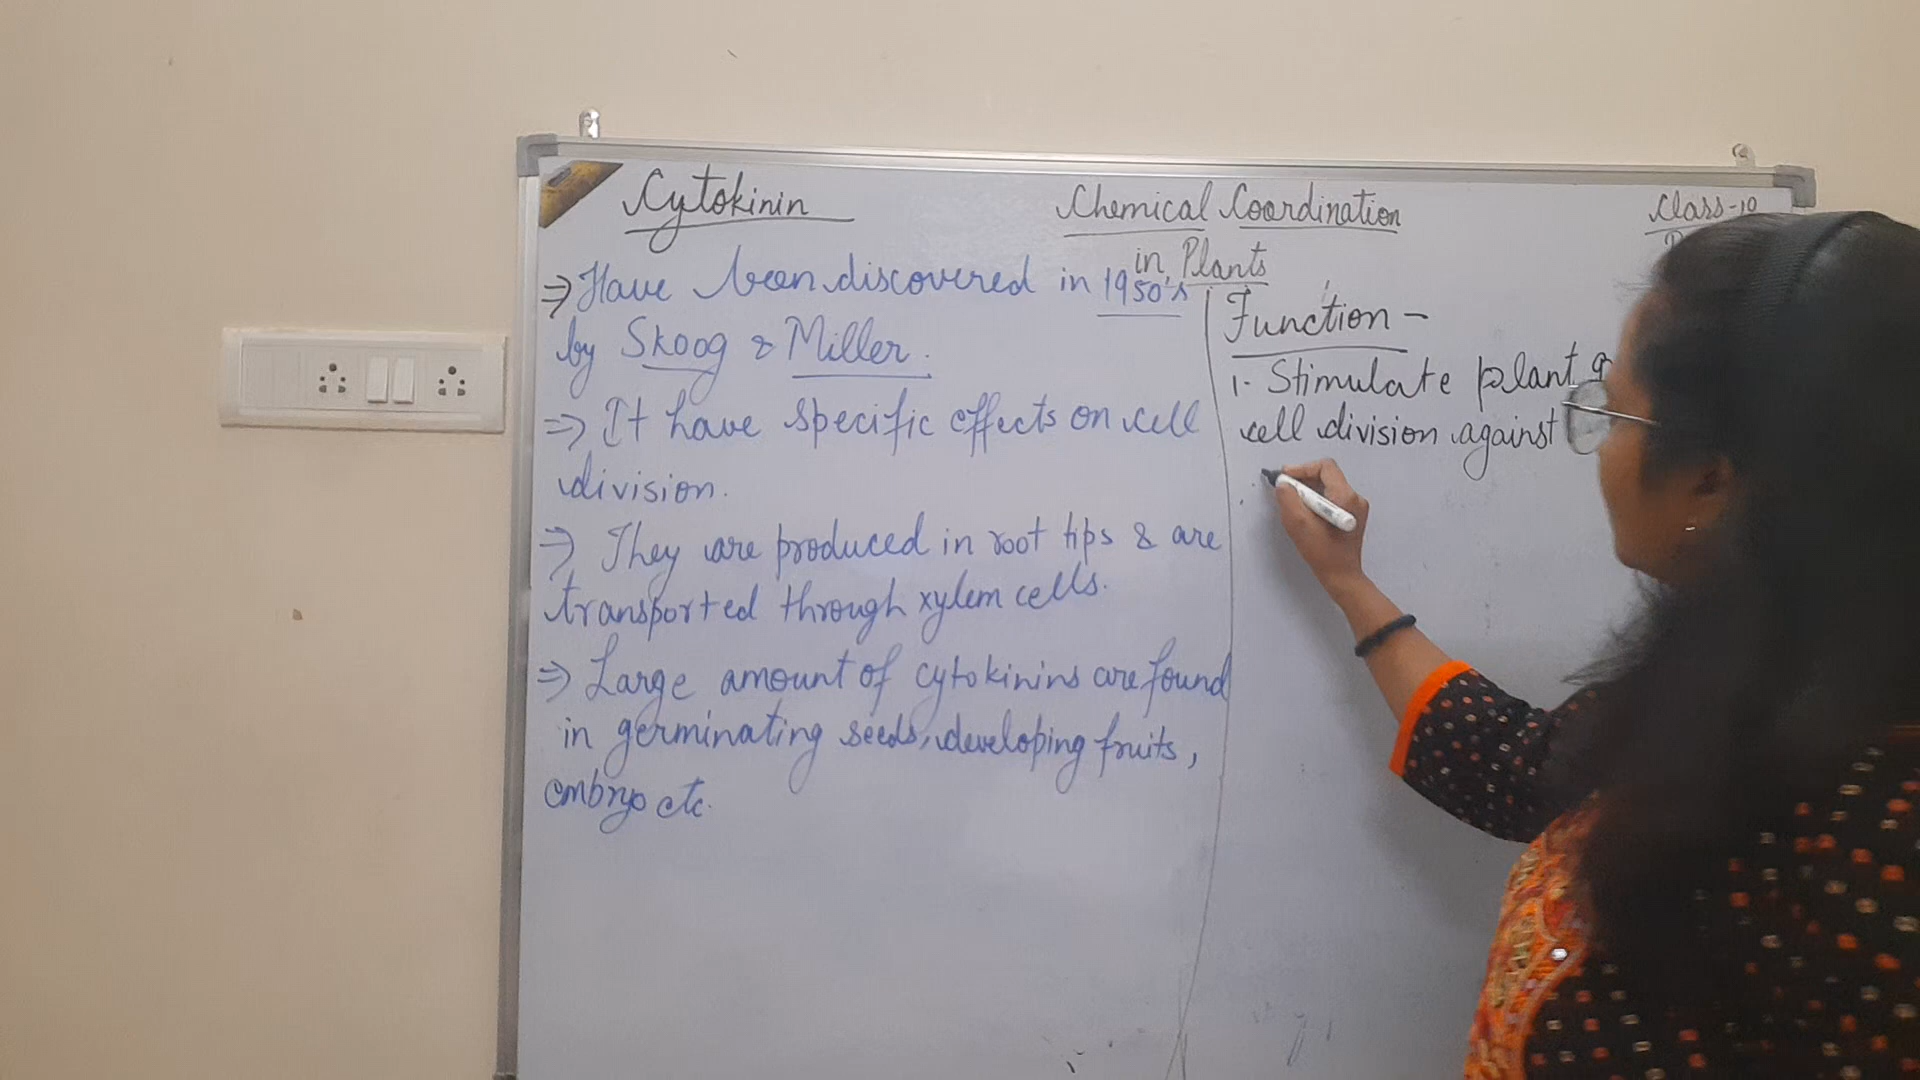 Cytokinin
Chemical Coordination
in Plants
Class-10
⇒ Have been discovered in 1950's
by Skoog & Miller.
⇒ It have specific effects on cell
division.
⇒ They are produced in root tips & are
transported through xylem cells.
⇒ Large amount of cytokinins are found
in germinating seeds, developing fruits,
embryo etc.
Function -
1. Stimulate plant
cell division against